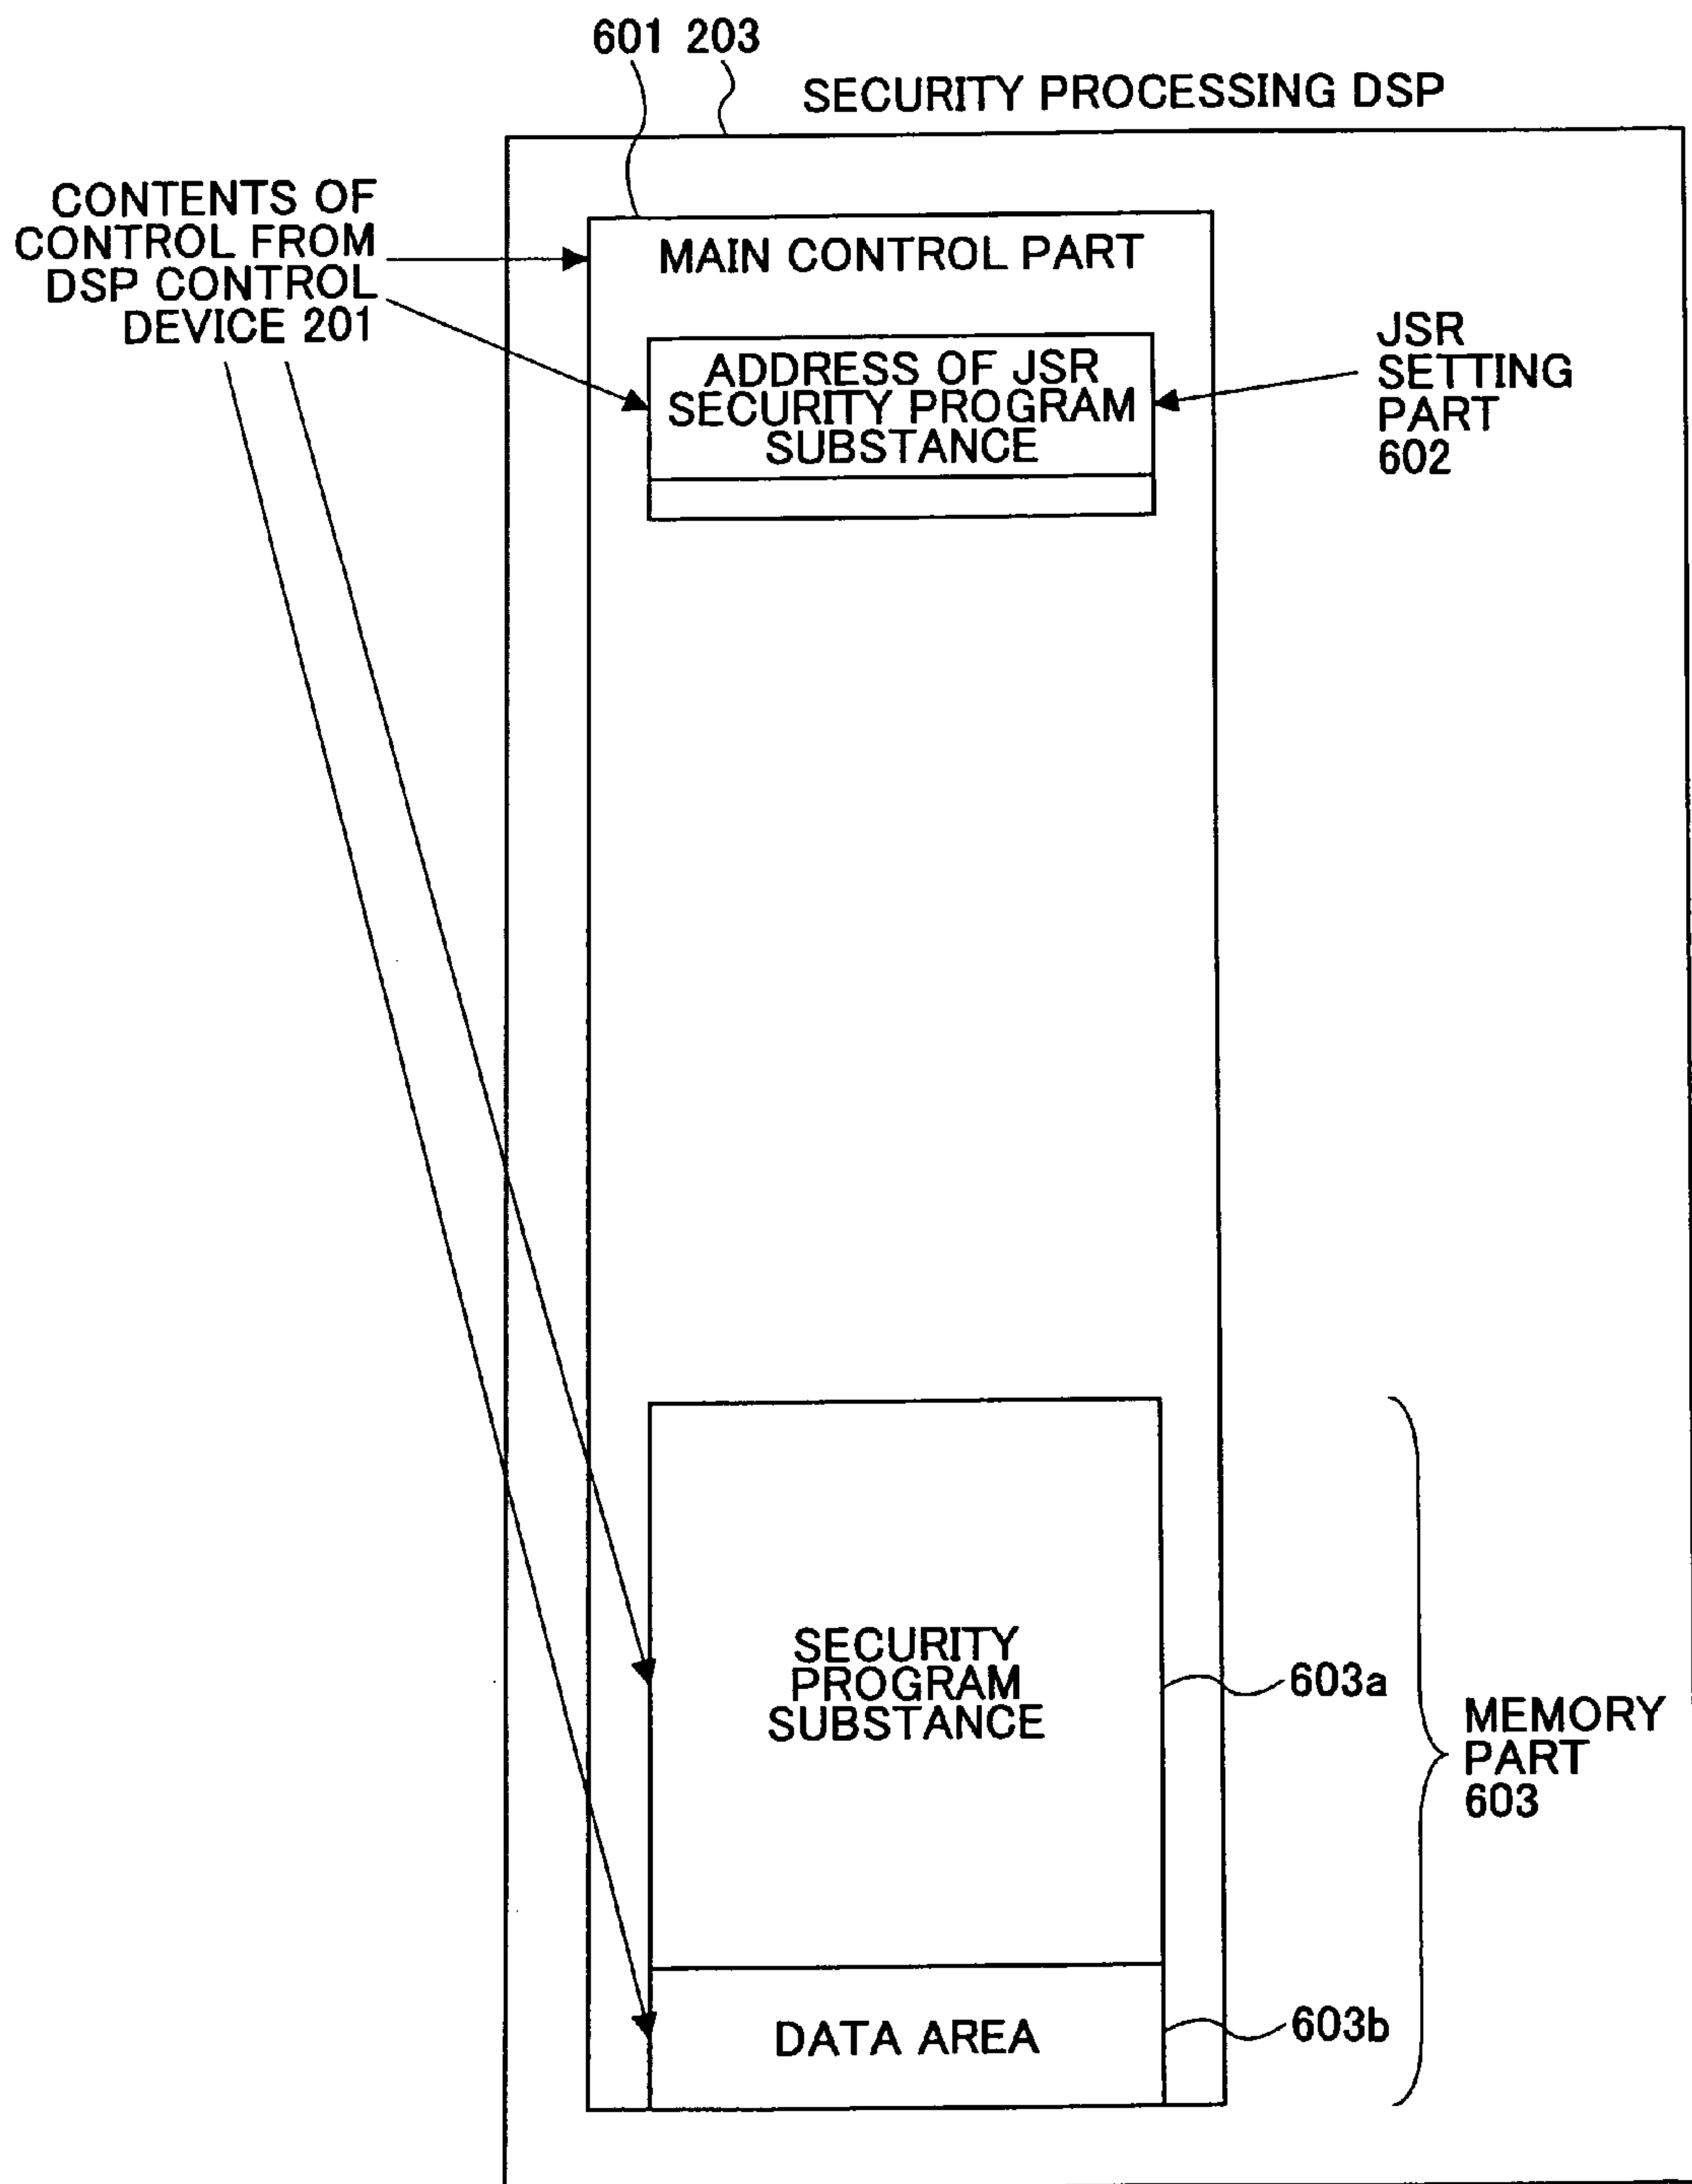 601 203
SECURITY PROCESSING DSP
CONTENTS OF
CONTROL FROM
DSP CONTROL
DEVICE 201
MAIN CONTROL PART
ADDRESS OF JSR
SECURITY PROGRAM
SUBSTANCE
JSR
SETTING
PART
602
SECURITY
PROGRAM
SUBSTANCE
603a
MEMORY
PART
603
DATA AREA
603b